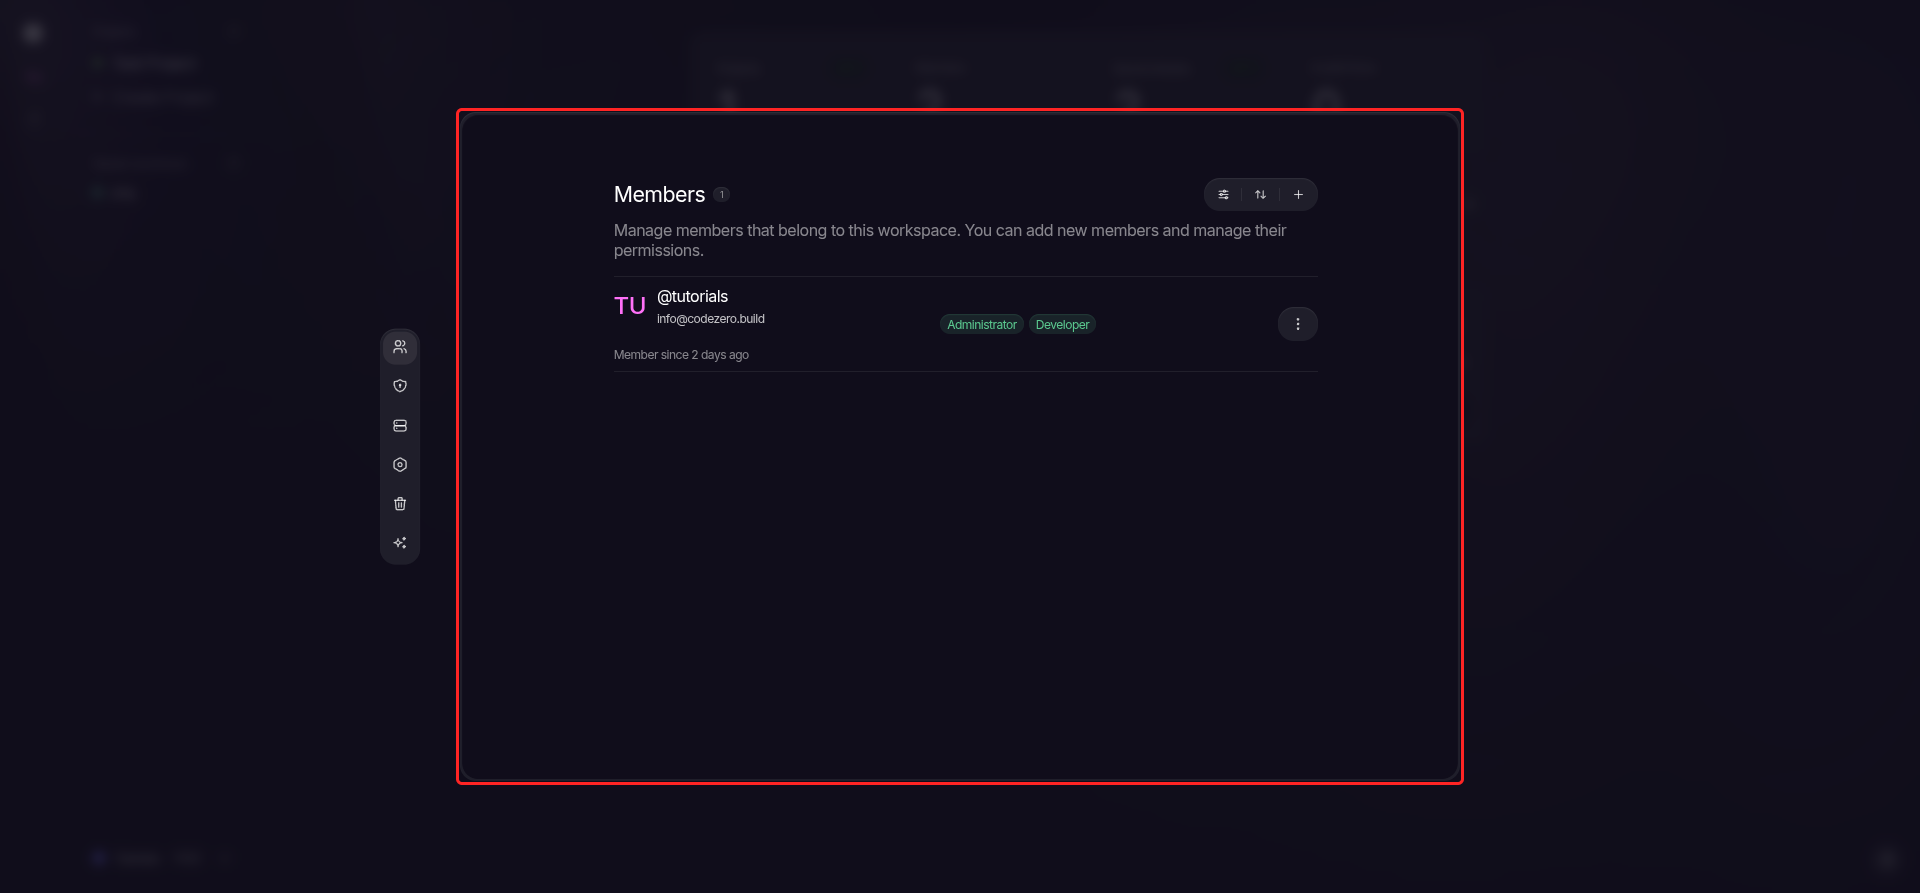 Members 1
Manage members that belong to this workspace. You can add new members and manage their
permissions.
TU
@tutorials
info@codezero.build
Administrator Developer
Member since 2 days ago